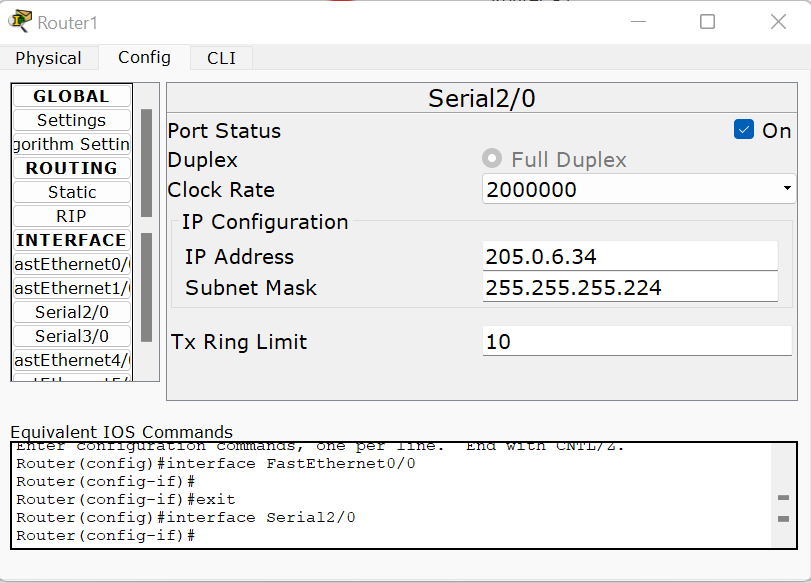 Router1
Physical
Config
CLI
GLOBAL
Settings
gorithm Settin
ROUTING
Static
RIP
INTERFACE
astEthernet0/
astEthernet1/
Serial2/0
Serial3/0
astEthernet4/
Serial2/0
Port Status
On
Duplex
Full Duplex
Clock Rate
2000000
IP Configuration
IP Address
205.0.6.34
Subnet Mask
255.255.255.224
Tx Ring Limit
10
Equivalent IOS Commands
Enter configuration commands, one per line.  End with CNTL/Z.
Router(config)#interface FastEthernet0/0
Router(config-if)#
Router(config-if)#exit
Router(config)#interface Serial2/0
Router(config-if)#